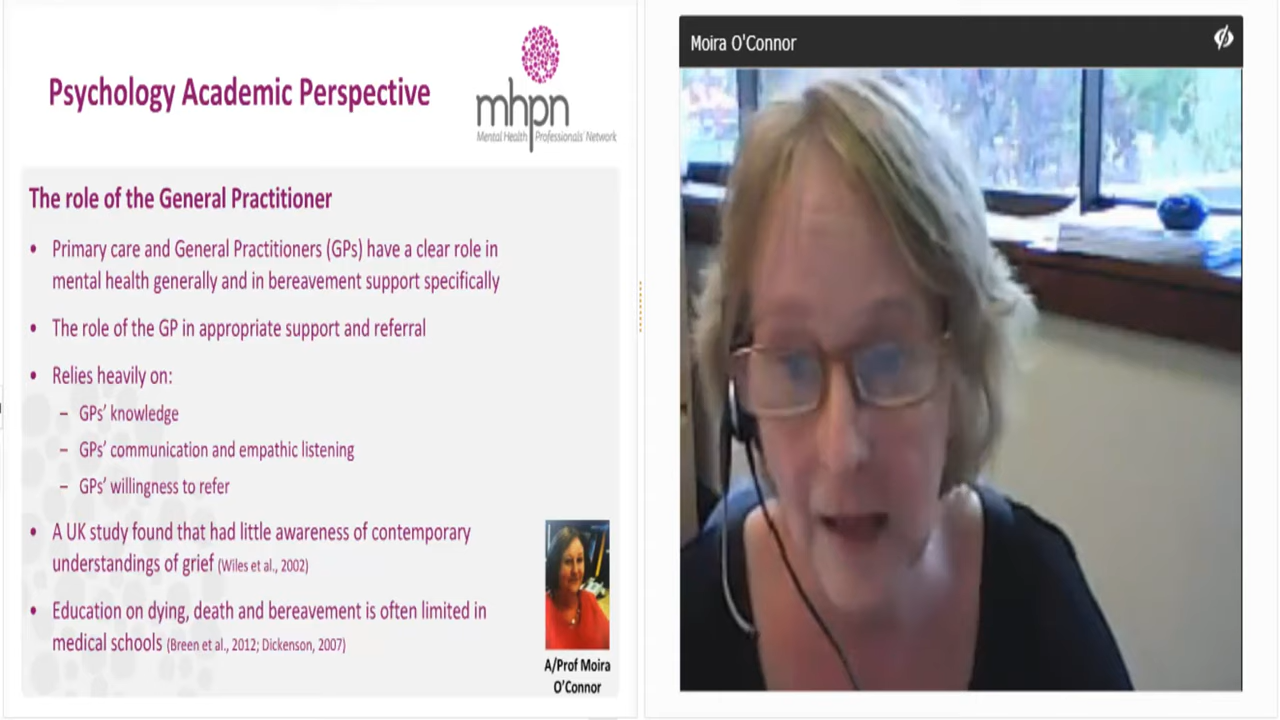 Psychology Academic Perspective
mhpn
Mental Health Professionals' Network
The role of the General Practitioner
• Primary care and General Practitioners (GPs) have a clear role in
mental health generally and in bereavement support specifically
• The role of the GP in appropriate support and referral
• Relies heavily on:
– GPs' knowledge
– GPs' communication and empathic listening
– GPs' willingness to refer
• A UK study found that had little awareness of contemporary
understandings of grief (Wiles et al., 2002)
• Education on dying, death and bereavement is often limited in
medical schools (Breen et al., 2012; Dickenson, 2007)
A/Prof Moira
O'Connor
Moira O'Connor